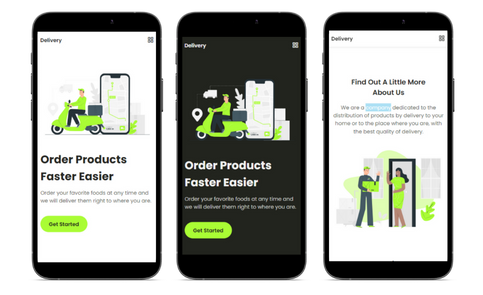 Delivery
Order Products
Faster Easier
Order your favorite foods at any time and
we will deliver them right to where you are.
Get Started
Delivery
Order Products
Faster Easier
Order your favorite foods at any time and
we will deliver them right to where you are.
Get Started
Delivery
Find Out A Little More
About Us
We are a company dedicated to the
distribution of products by delivery to your
home or to the place where you are, with
the best quality of delivery.